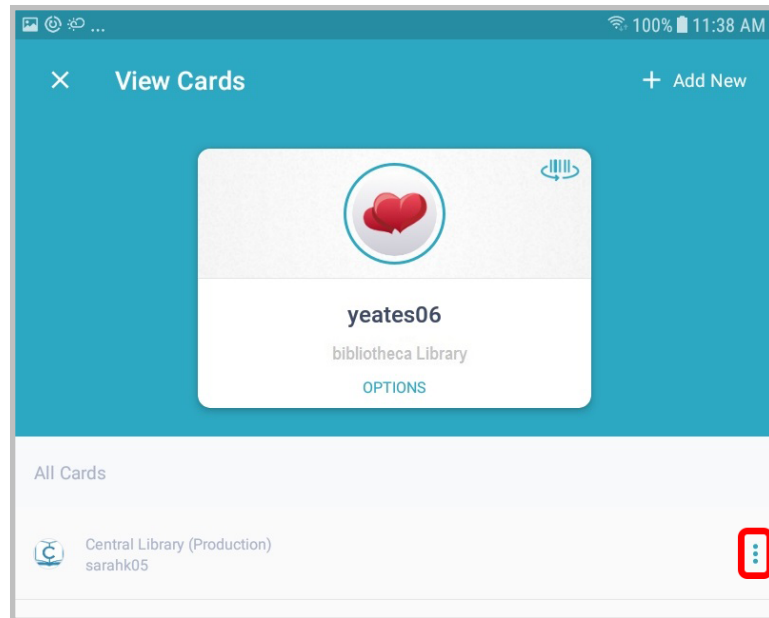 ... 100% 11:38 AM
View Cards + Add New
yeates06
bibliotheca Library
OPTIONS
All Cards
Central Library (Production)
sarahk05